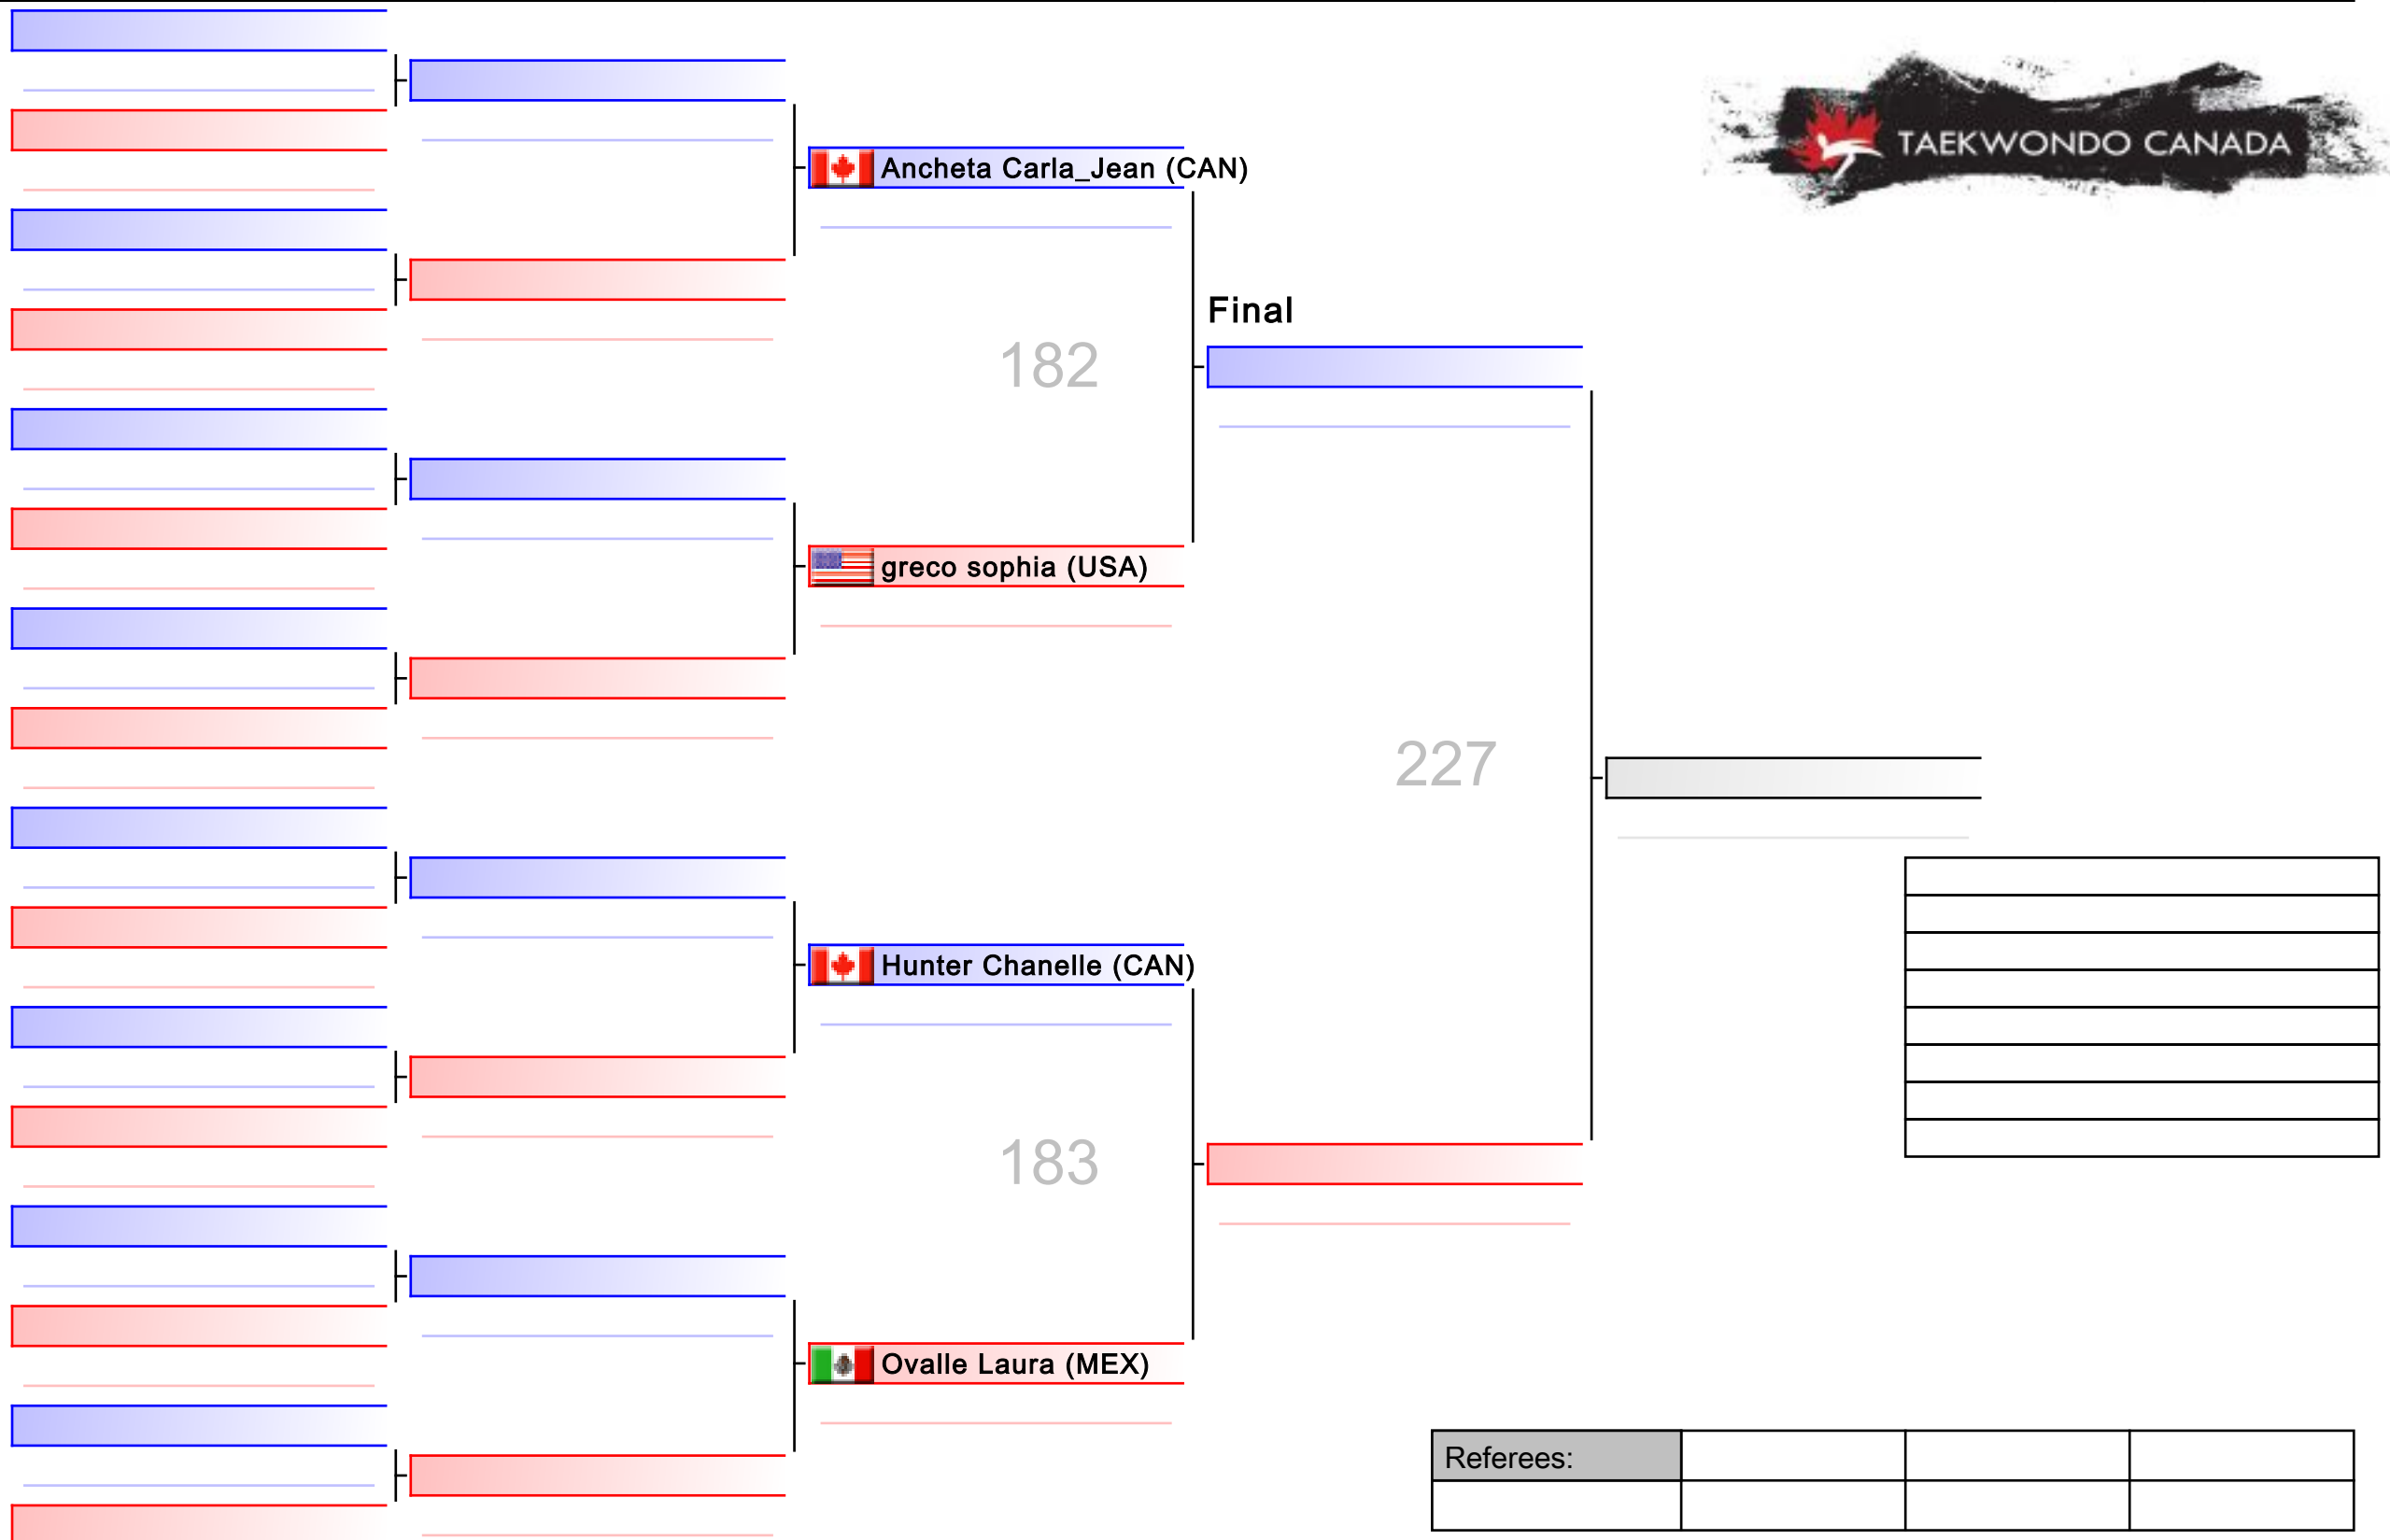 TAEKWONDO CANADA
Ancheta Carla_Jean (CAN)
Final
182
greco sophia (USA)
227
Hunter Chanelle (CAN)
183
Ovalle Laura (MEX)
Referees: